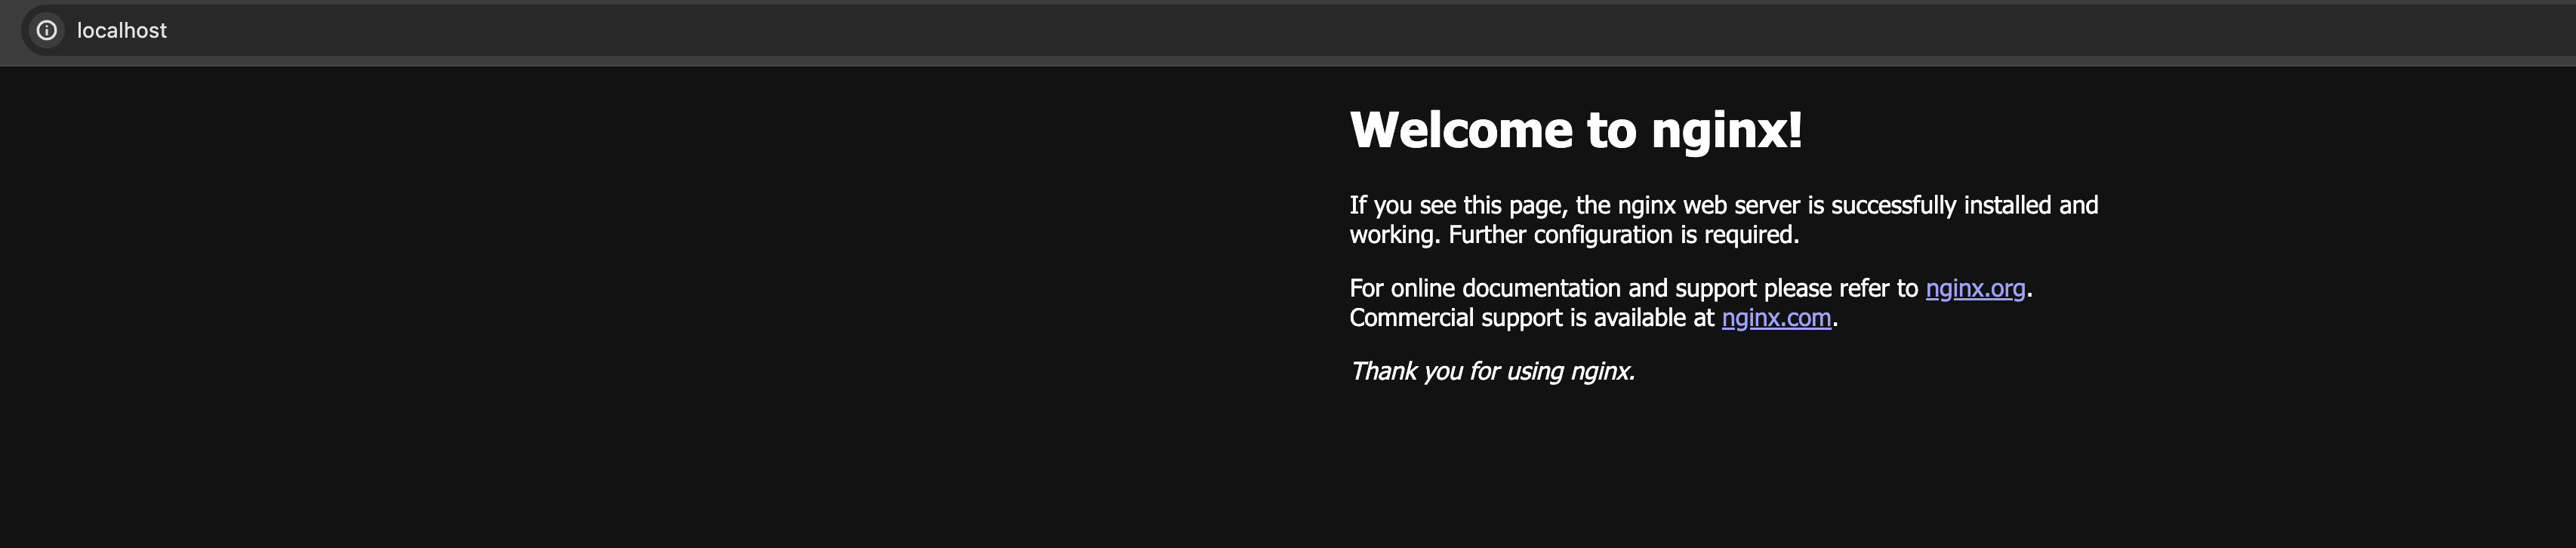 localhost
Welcome to nginx!
If you see this page, the nginx web server is successfully installed and
working. Further configuration is required.
For online documentation and support please refer to nginx.org.
Commercial support is available at nginx.com.
Thank you for using nginx.